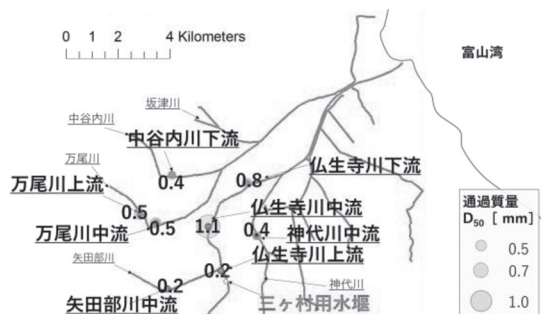 0 1 2 4 Kilometers
富山湾
坂津川
中谷内川
中谷内川下流
0.4
万尾川
仏生寺川下流
0.8
万尾川上流
0.5
仏生寺川中流
0.5
1.1
0.4
神代川中流
万尾川中流
仏生寺川上流
矢田部川
0.2
0.2
神代川
矢田部川中流
三ヶ村用水堰
通過質量
D₅₀ [ mm]
0.5
0.7
1.0